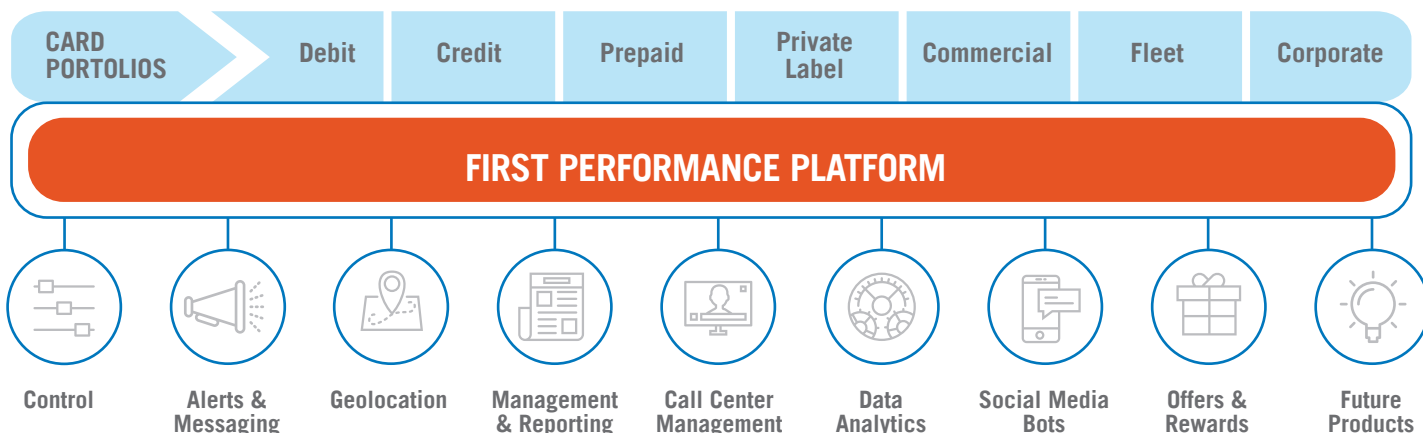 CARD
PORTOLIOS
Debit
Credit
Prepaid
Private
Label
Commercial
Fleet
Corporate
FIRST PERFORMANCE PLATFORM
Control
Alerts &
Messaging
Geolocation
Management
& Reporting
Call Center
Management
Data
Analytics
Social Media
Bots
Offers &
Rewards
Future
Products